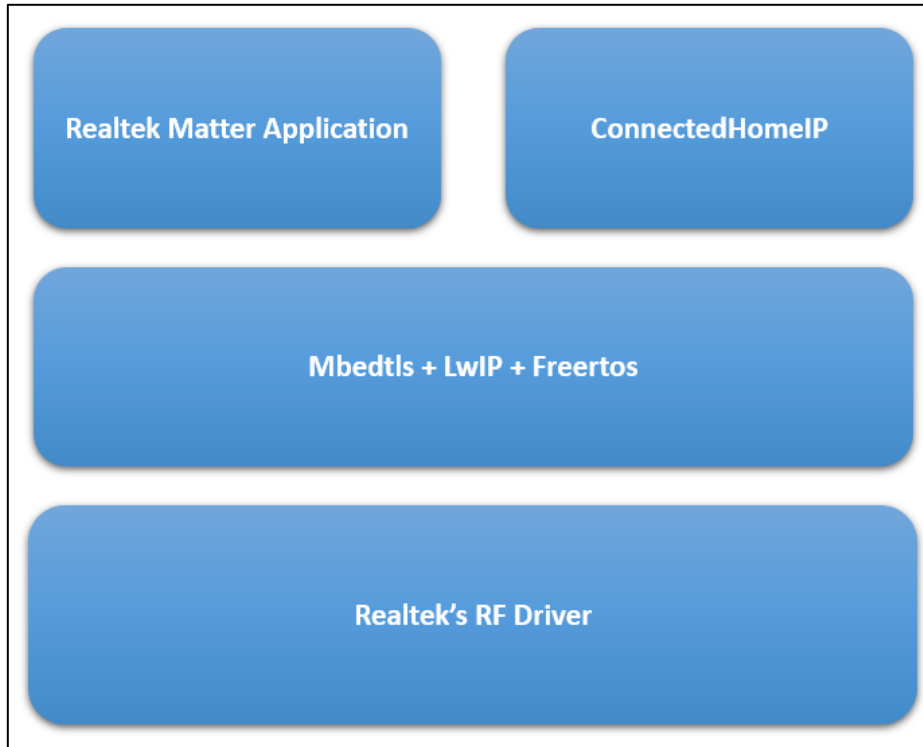 Realtek Matter Application
ConnectedHomeIP
Mbedtls + LwIP + Freertos
Realtek’s RF Driver